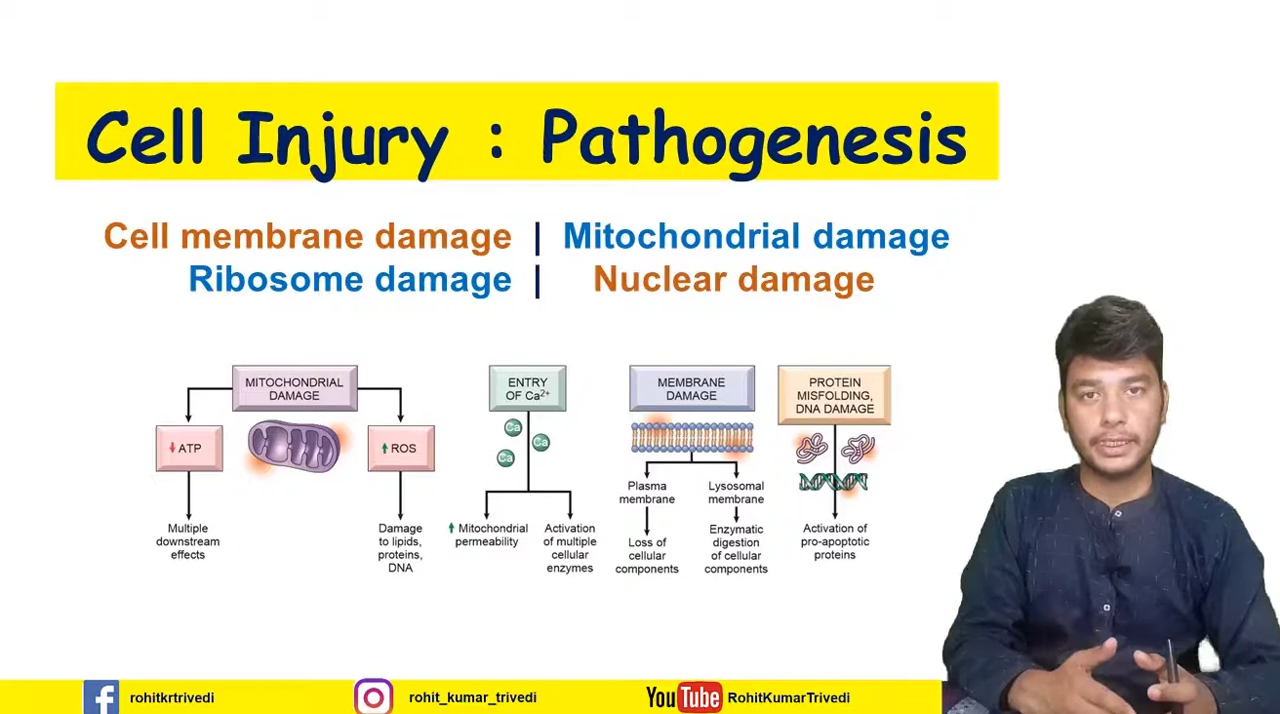 Cell Injury : Pathogenesis
Cell membrane damage | Mitochondrial damage
Ribosome damage | Nuclear damage
MITOCHONDRIAL
DAMAGE
ATP
ROS
Multiple
downstream
effects
Damage
to lipids,
proteins,
DNA
ENTRY
OF Ca²⁺
Ca
Ca
Ca
Mitochondrial
permeability
Activation
of multiple
cellular
enzymes
MEMBRANE
DAMAGE
Plasma
membrane
Lysosomal
membrane
Loss of
cellular
components
Enzymatic
digestion
of cellular
components
PROTEIN
MISFOLDING,
DNA DAMAGE
Activation of
pro-apoptotic
proteins
f rohitkrtrivedi
rohit_kumar_trivedi
YouTube RohitKumarTrivedi